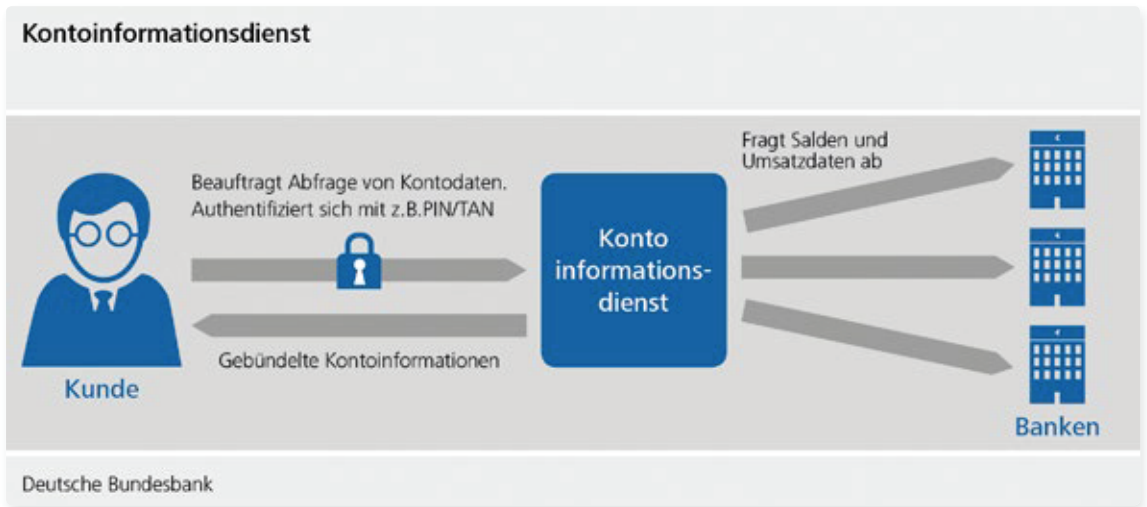 Kontoinformationsdienst
Beauftragt Abfrage von Kontodaten.
Authentifiziert sich mit z.B.PIN/TAN
Gebündelte Kontoinformationen
Kunde
Konto
informations-
dienst
Fragt Salden und
Umsatzdaten ab
Banken
Deutsche Bundesbank